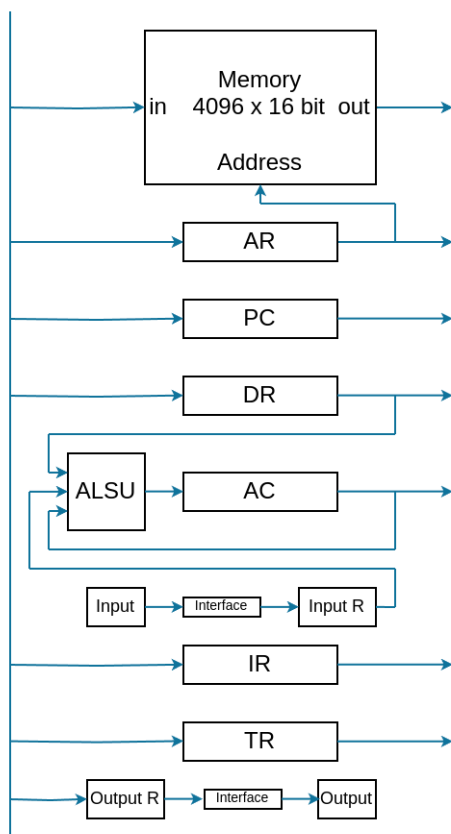 Memory
in 4096 x 16 bit out
Address
AR
PC
DR
ALSU AC
Input Interface Input R
IR
TR
Output R Interface Output